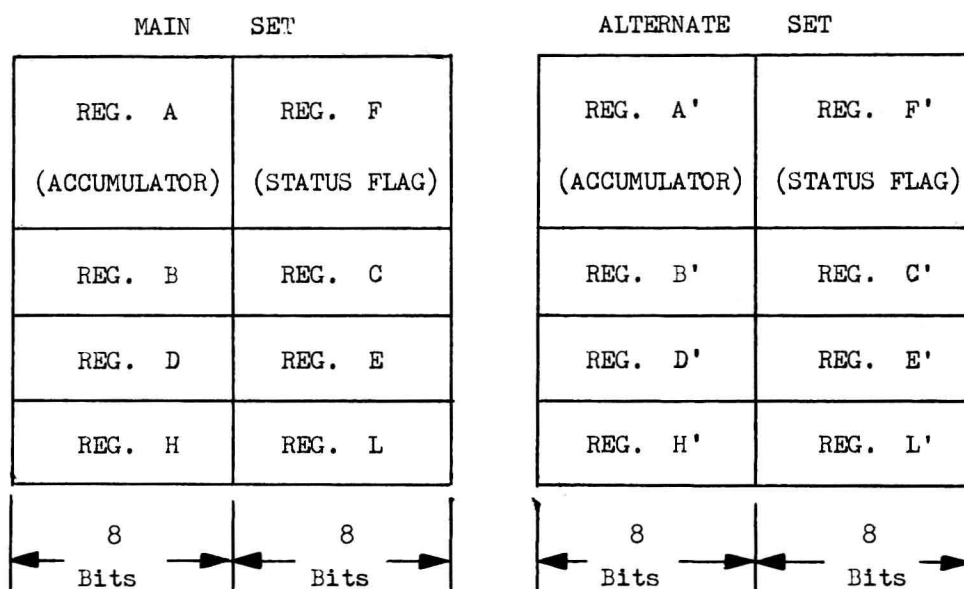 MAIN SET
REG. A REG. F
(ACCUMULATOR) (STATUS FLAG)
REG. B REG. C
REG. D REG. E
REG. H REG. L
8 8
Bits Bits
ALTERNATE SET
REG. A' REG. F'
(ACCUMULATOR) (STATUS FLAG)
REG. B' REG. C'
REG. D' REG. E'
REG. H' REG. L'
8 8
Bits Bits